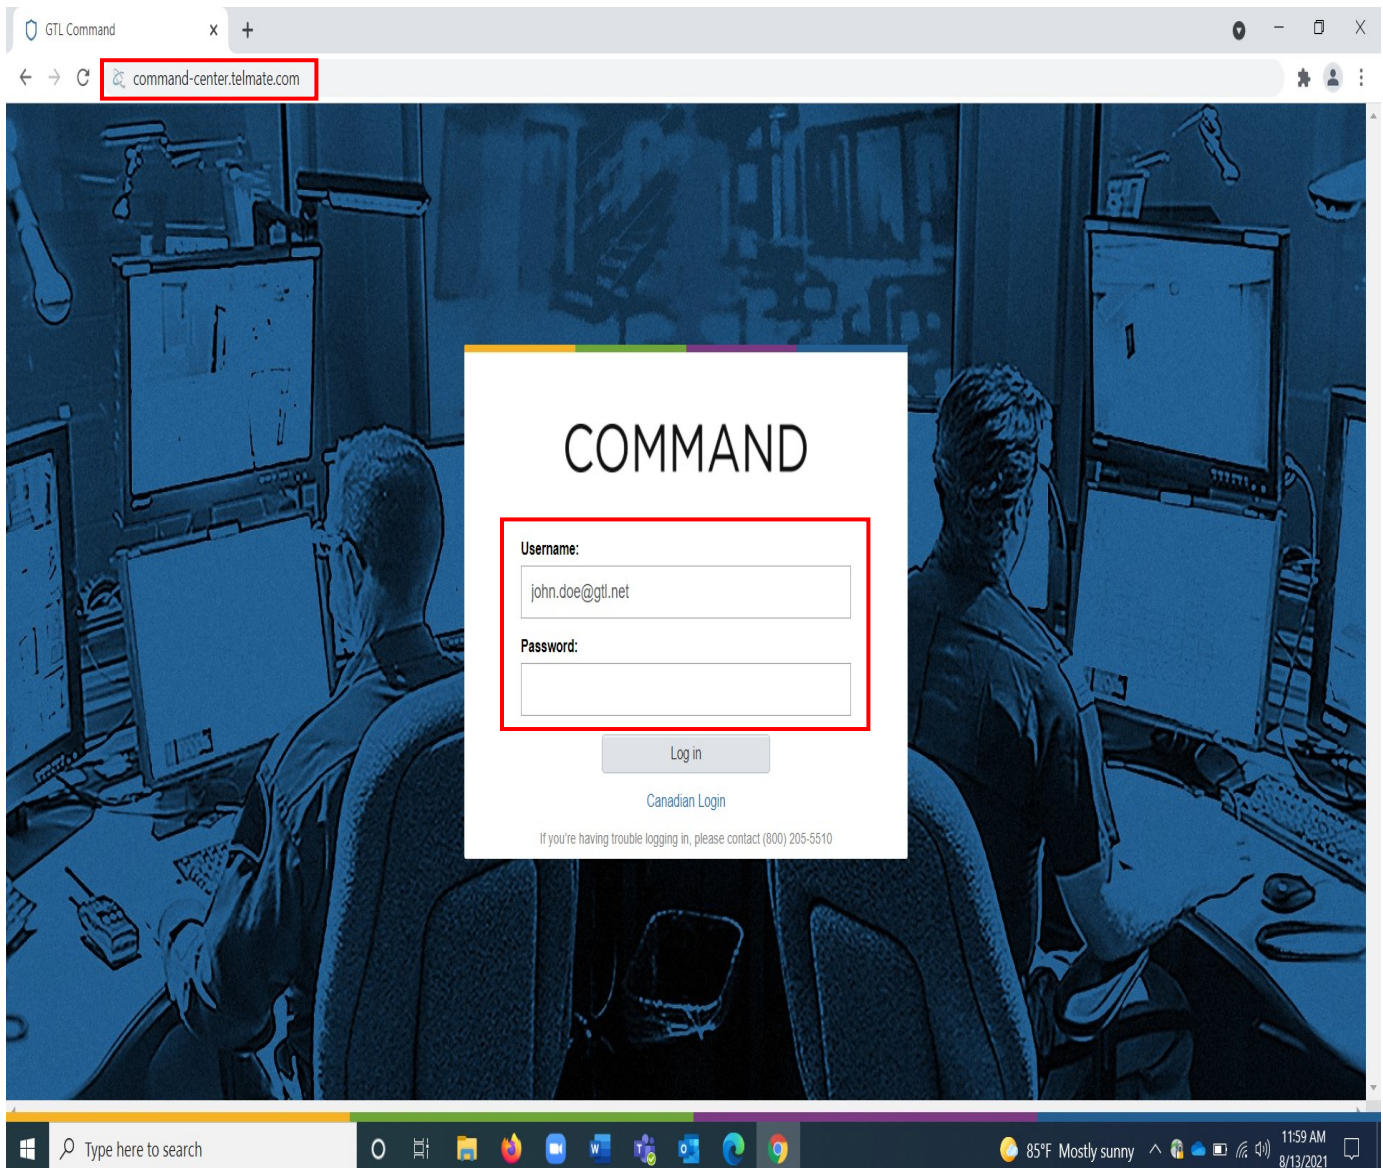 GTL Command
command-center.telmate.com
COMMAND
Username:
john.doe@gtl.net
Password:
Log in
Canadian Login
If you're having trouble logging in, please contact (800) 205-5510
Type here to search
85°F Mostly sunny
11:59 AM
8/13/2021